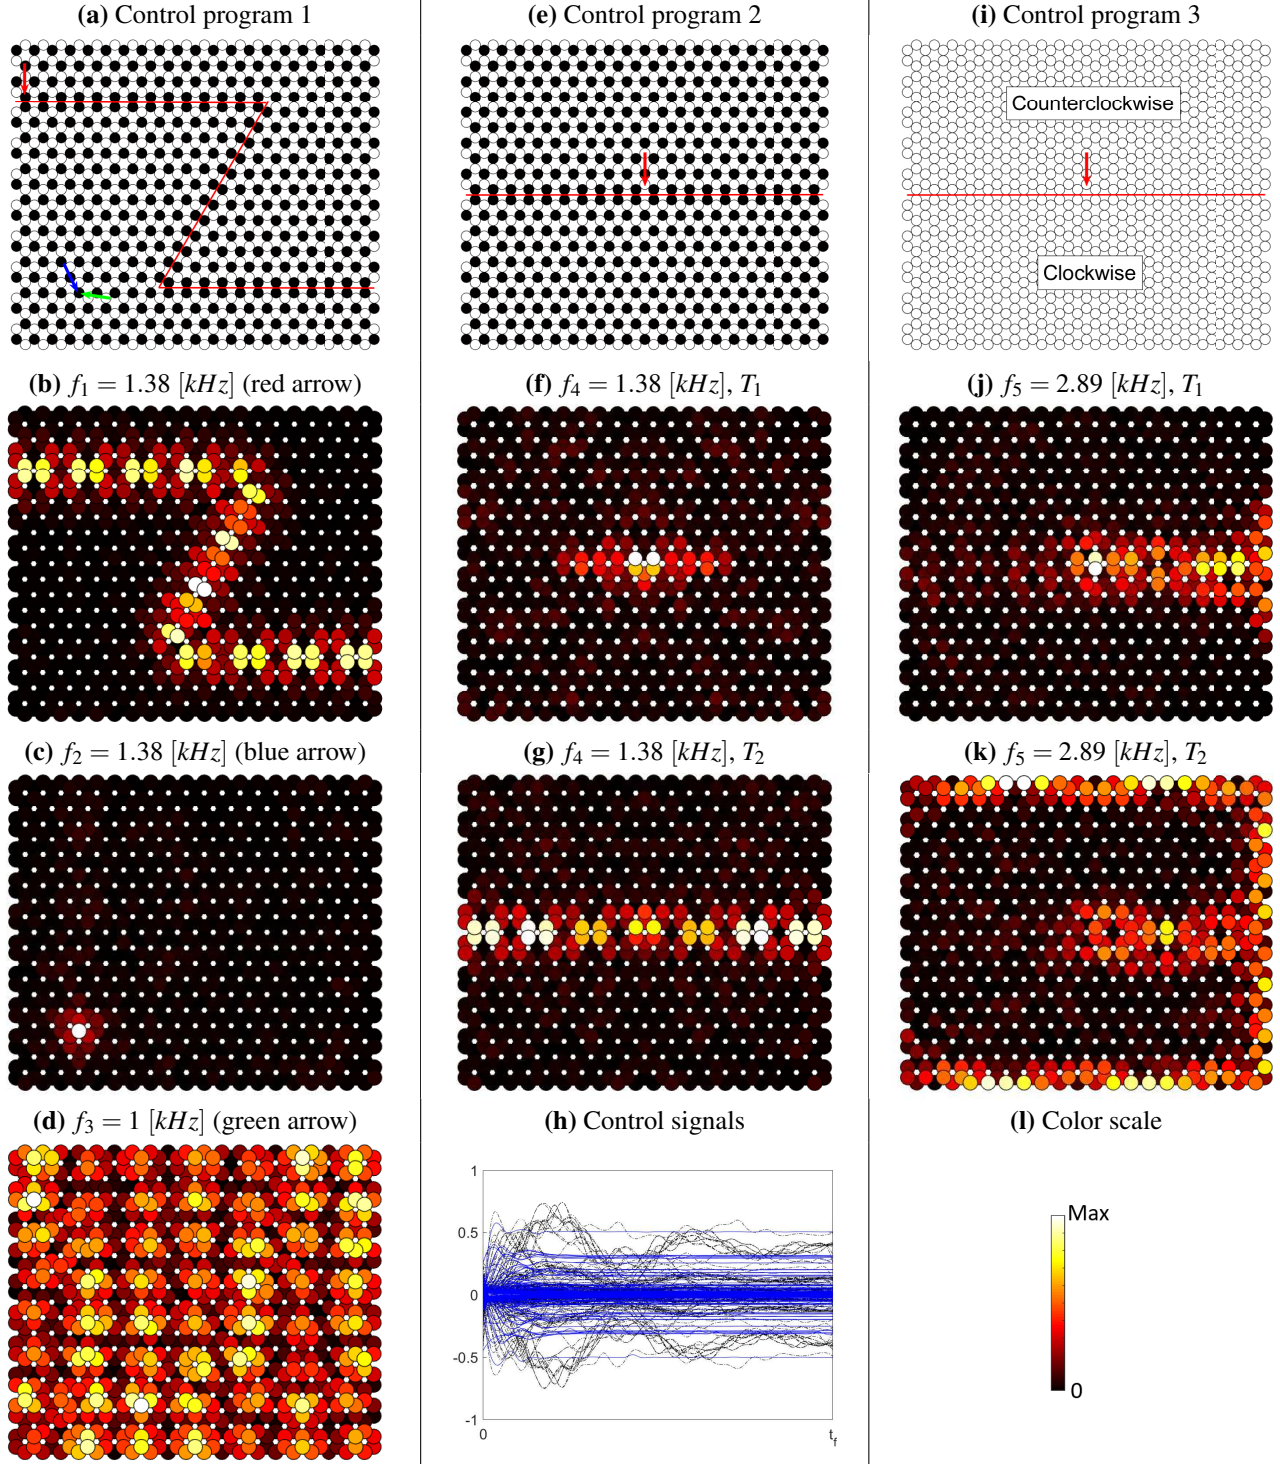 (a) Control program 1
(e) Control program 2
(i) Control program 3
Counterclockwise
Clockwise
(b) f₁ = 1.38 [kHz] (red arrow)
(f) f₄ = 1.38 [kHz], T₁
(j) f₅ = 2.89 [kHz], T₁
(c) f₂ = 1.38 [kHz] (blue arrow)
(g) f₄ = 1.38 [kHz], T₂
(k) f₅ = 2.89 [kHz], T₂
(d) f₃ = 1 [kHz] (green arrow)
(h) Control signals
(l) Color scale
1
0.5
0
-0.5
-1
0
t_f
Max
0